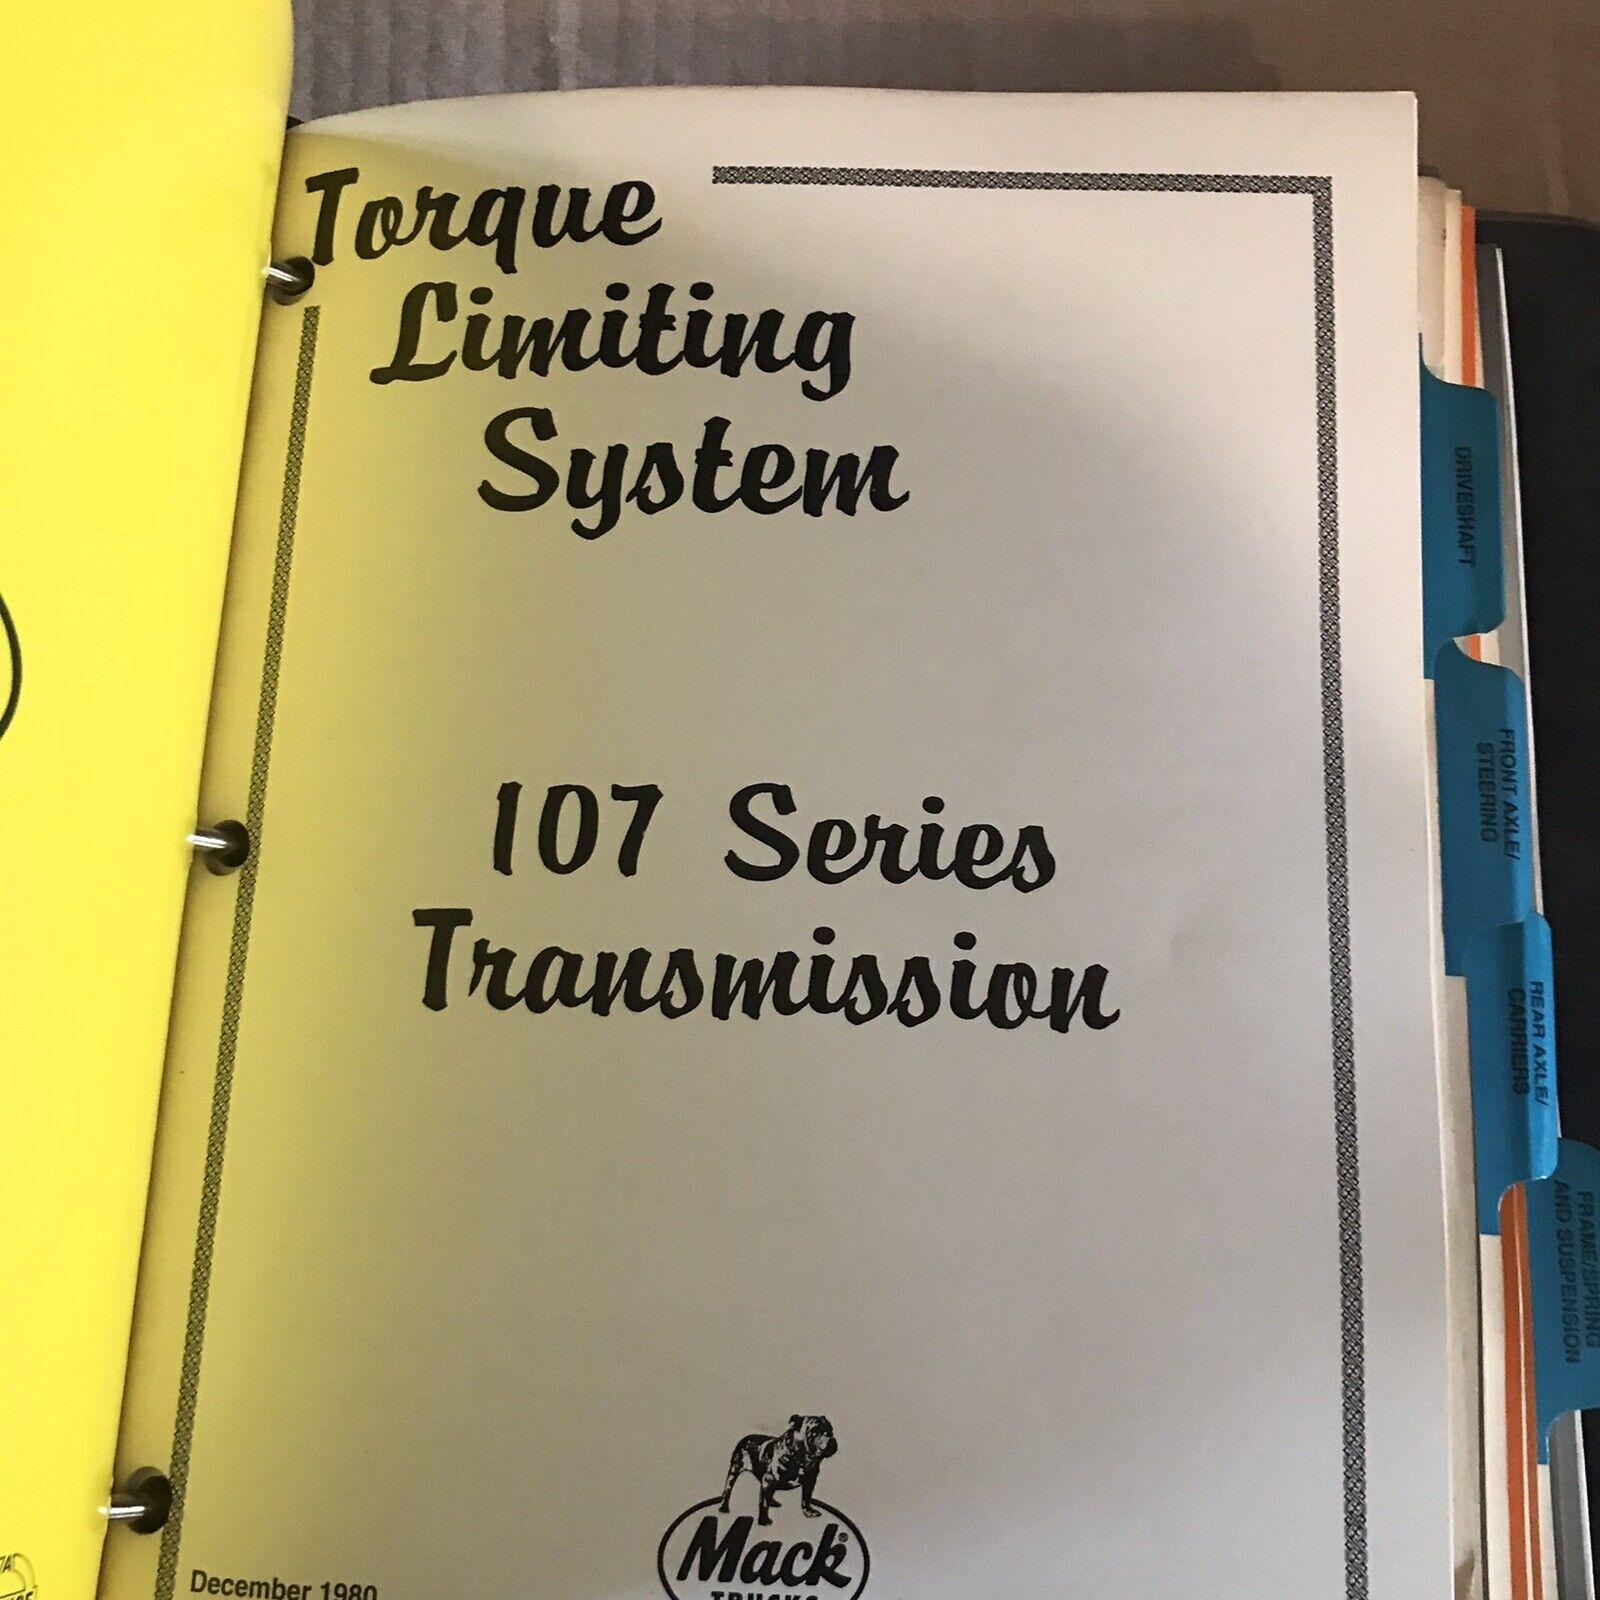 Torque
Limiting
System
107 Series
Transmission
Mack®
TRUCKS
December 1980
DRIVESHAFT
FRONT AXLE/
STEERING
REAR AXLE/
CARRIERS
FRAME/SPRING
AND SUSPENSION